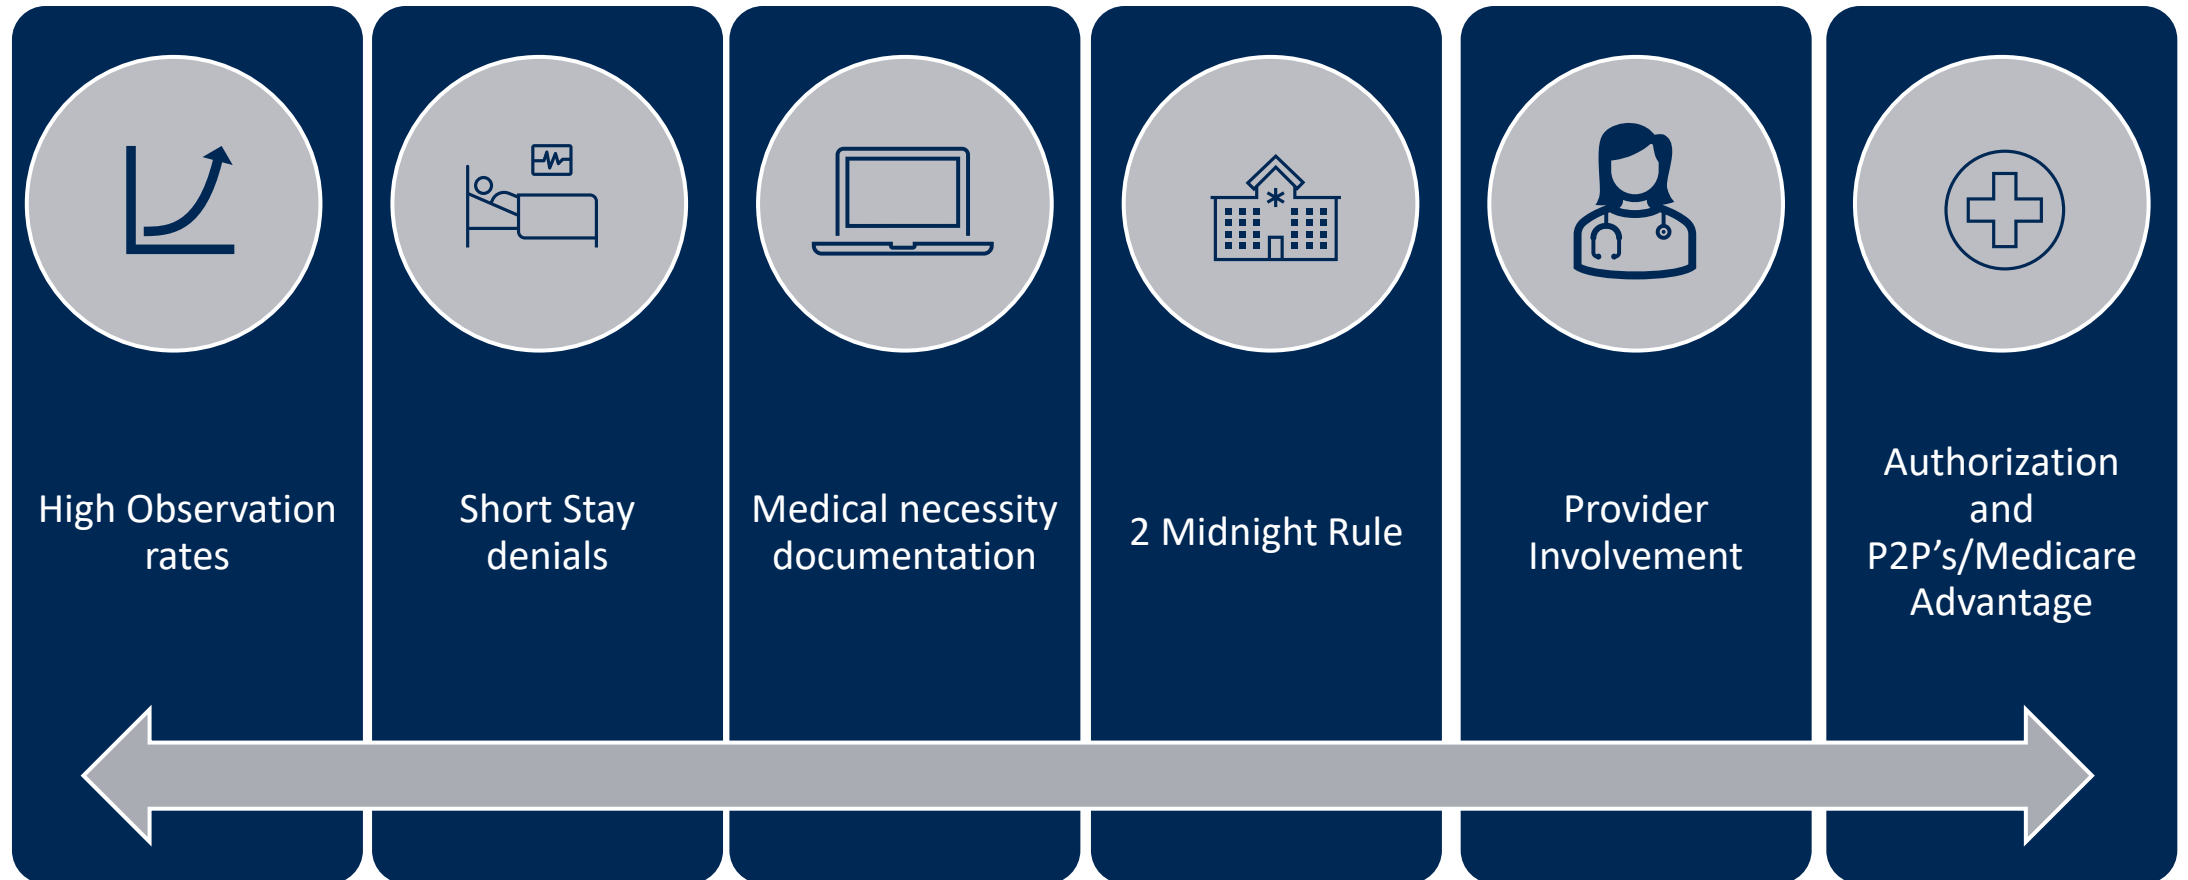 High Observation
rates
Short Stay
denials
Medical necessity
documentation
2 Midnight Rule
Provider
Involvement
Authorization
and
P2P’s/Medicare
Advantage